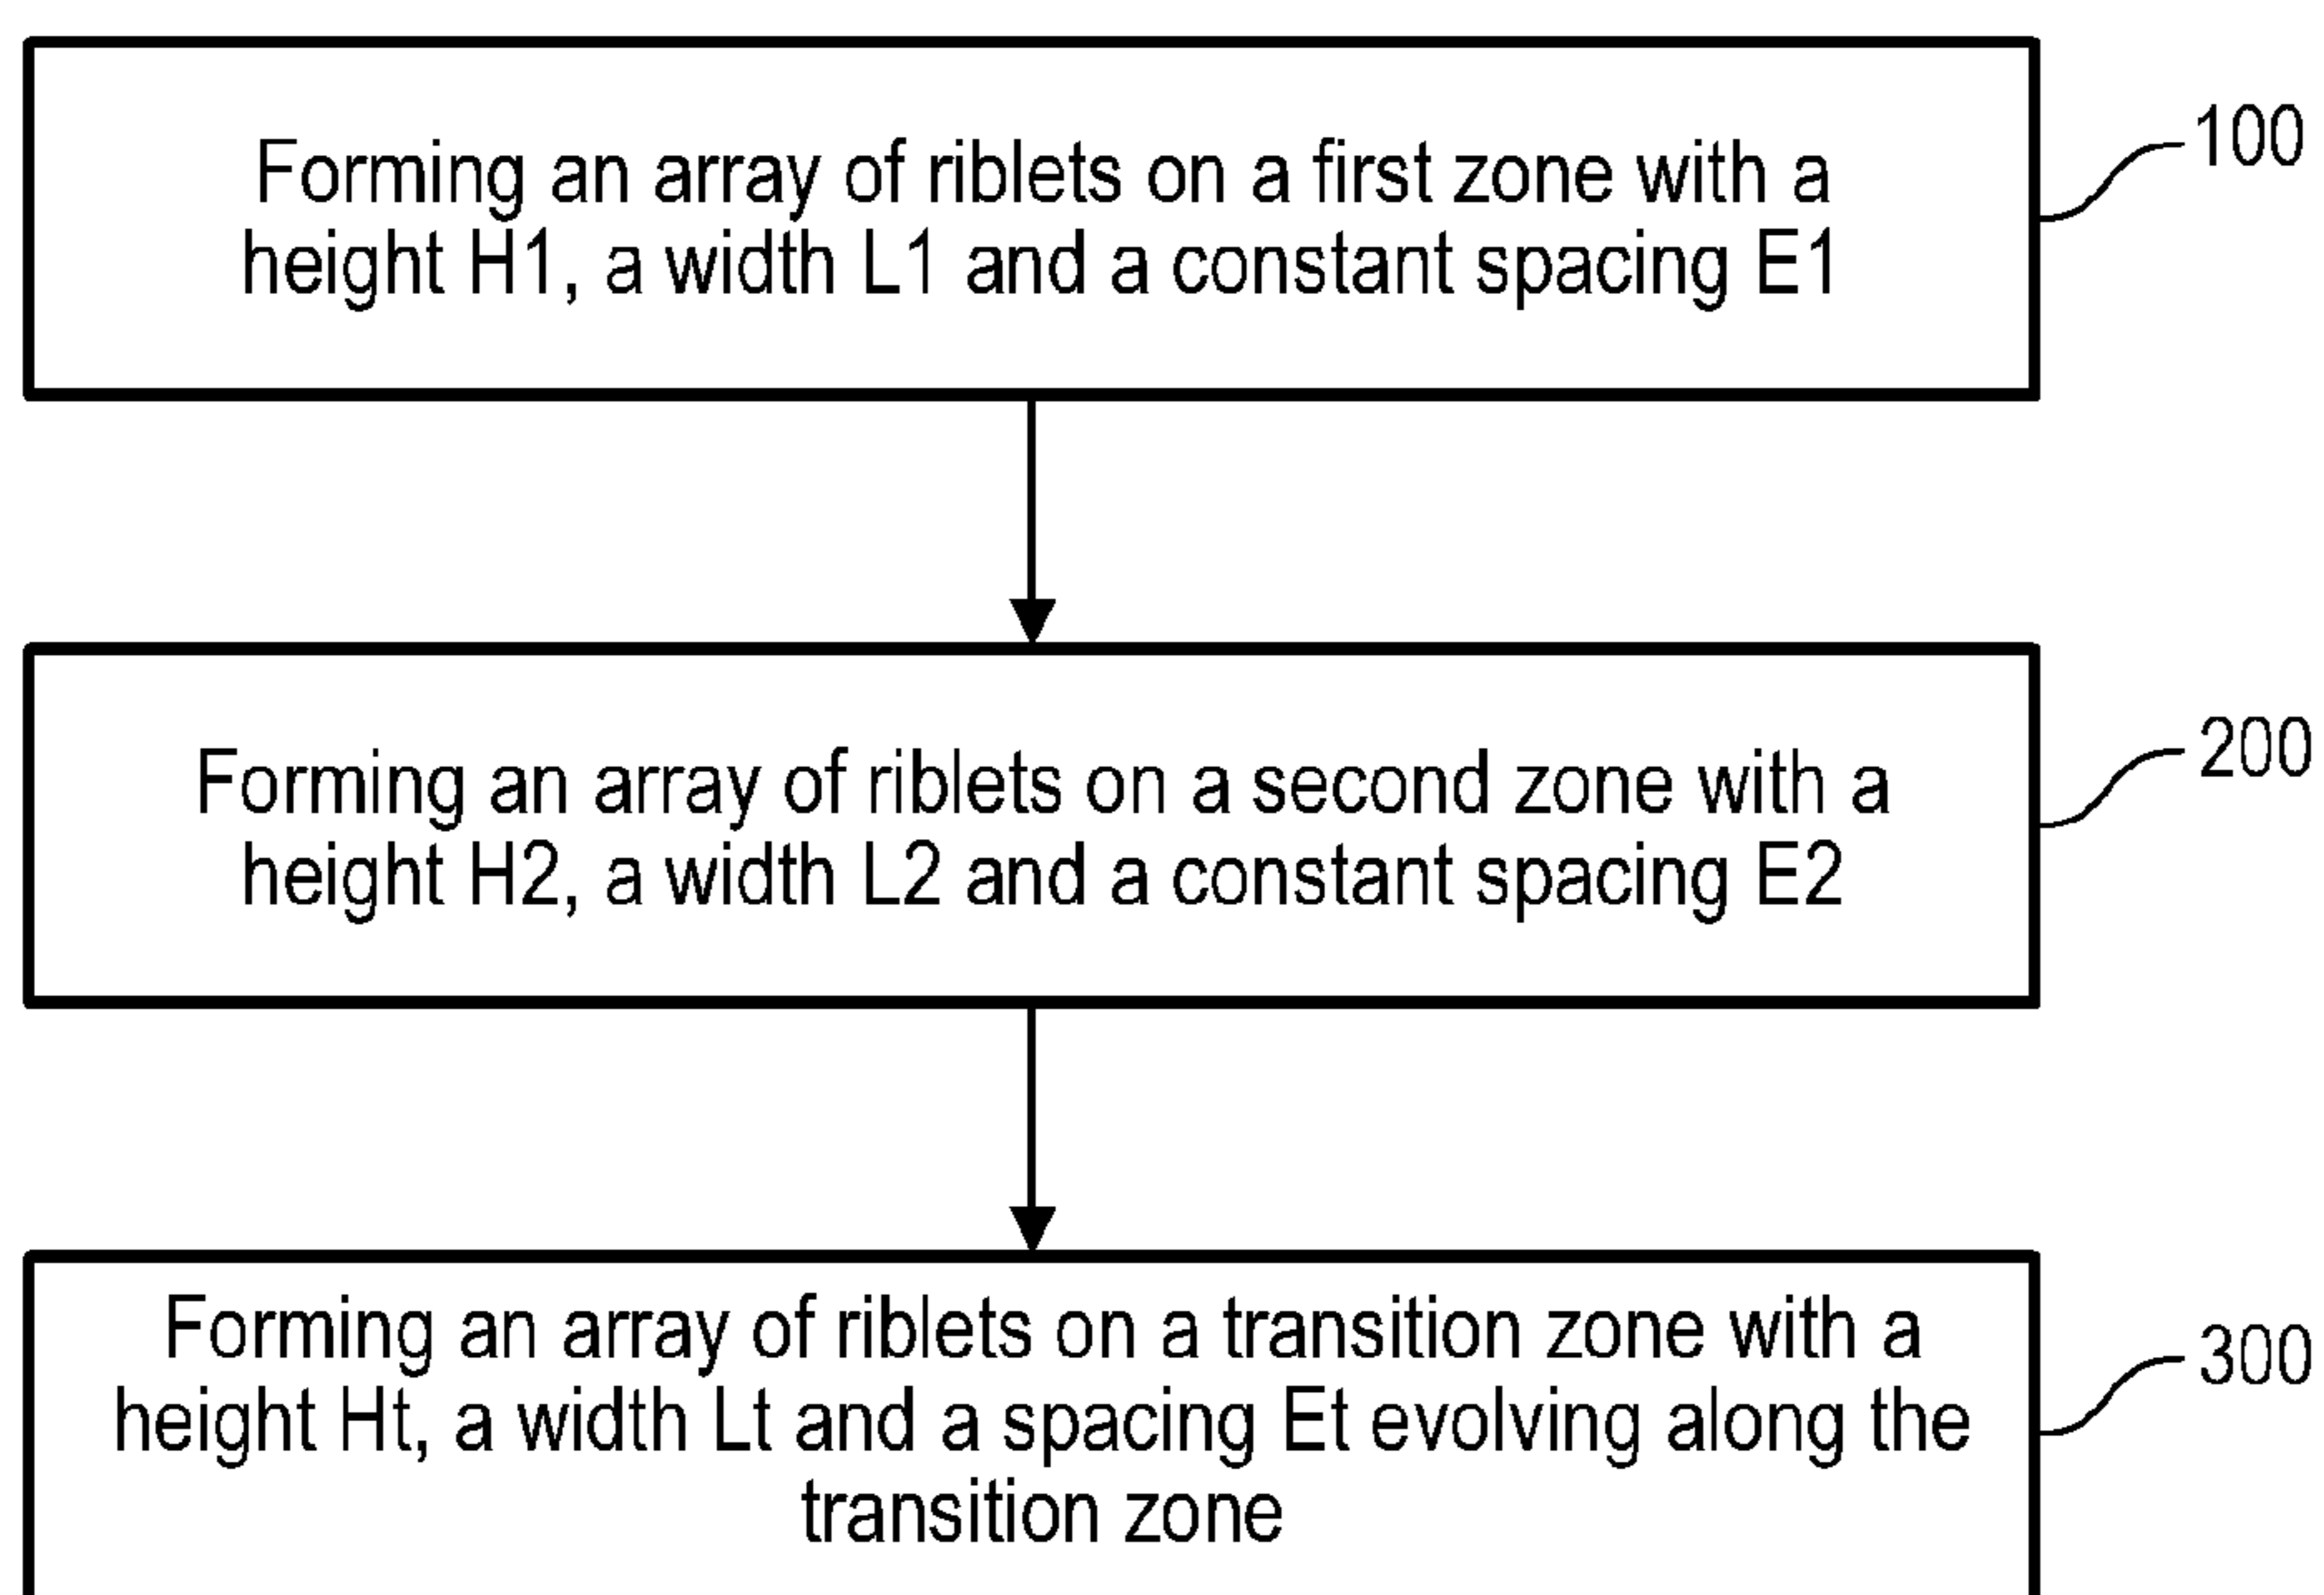 Forming an array of riblets on a first zone with a
height H1, a width L1 and a constant spacing E1
100
Forming an array of riblets on a second zone with a
height H2, a width L2 and a constant spacing E2
200
Forming an array of riblets on a transition zone with a
height Ht, a width Lt and a spacing Et evolving along the
transition zone
300